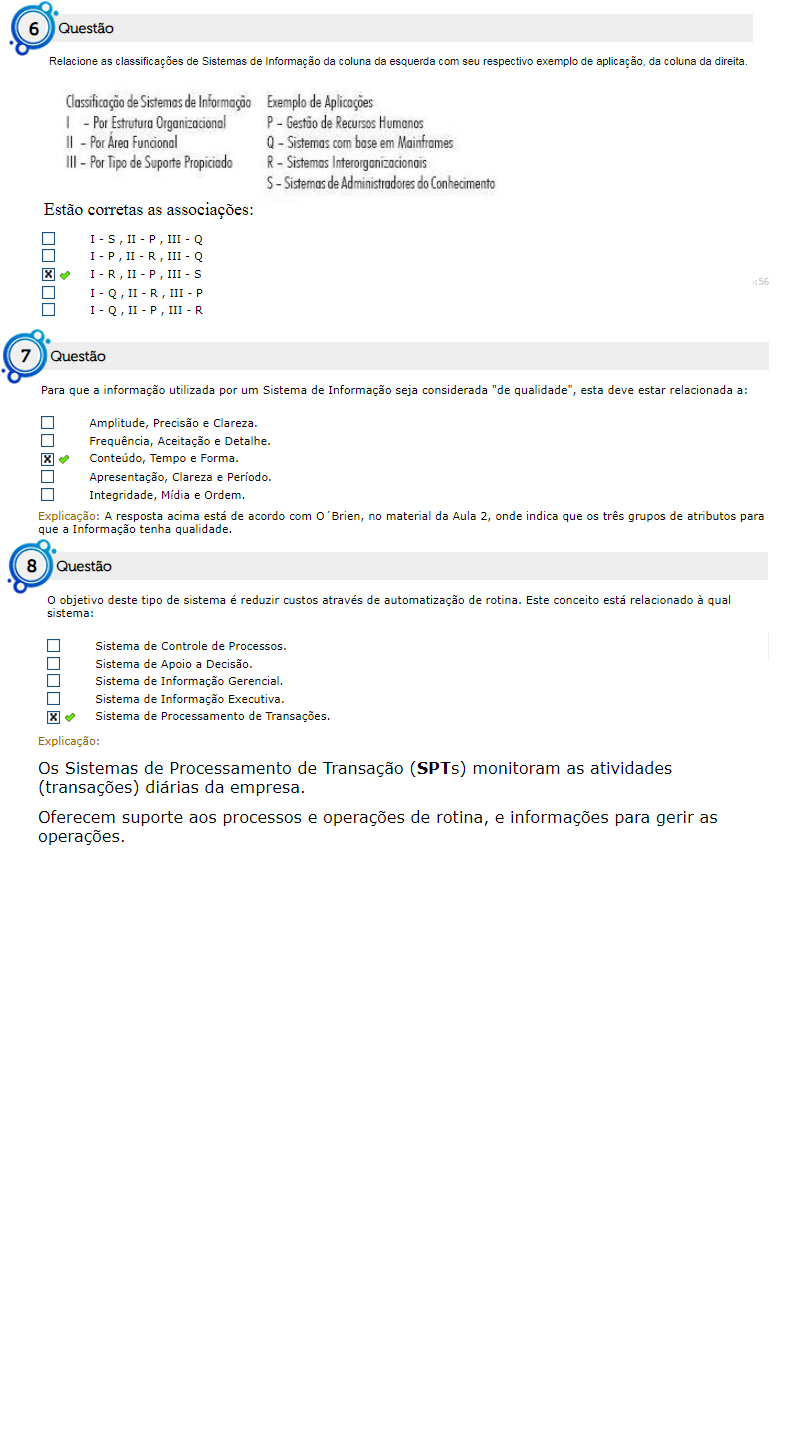 6 Questão
Relacione as classificações de Sistemas de Informação da coluna da esquerda com seu respectivo exemplo de aplicação, da coluna da direita.
Classificação de Sistemas de Informação Exemplo de Aplicações
I – Por Estrutura Organizacional P – Gestão de Recursos Humanos
II – Por Área Funcional Q – Sistemas com base em Mainframes
III – Por Tipo de Suporte Propiciado R – Sistemas Interorganizacionais
S – Sistemas de Administradores do Conhecimento
Estão corretas as associações:
I - S , II - P , III - Q
I - P , II - R , III - Q
I - R , II - P , III - S
:56
I - Q , II - R , III - P
I - Q , II - P , III - R
7 Questão
Para que a informação utilizada por um Sistema de Informação seja considerada "de qualidade", esta deve estar relacionada a:
Amplitude, Precisão e Clareza.
Frequência, Aceitação e Detalhe.
Conteúdo, Tempo e Forma.
Apresentação, Clareza e Período.
Integridade, Mídia e Ordem.
Explicação: A resposta acima está de acordo com O´Brien, no material da Aula 2, onde indica que os três grupos de atributos para
que a Informação tenha qualidade.
8 Questão
O objetivo deste tipo de sistema é reduzir custos através de automatização de rotina. Este conceito está relacionado à qual
sistema:
Sistema de Controle de Processos.
Sistema de Apoio a Decisão.
Sistema de Informação Gerencial.
Sistema de Informação Executiva.
Sistema de Processamento de Transações.
Explicação:
Os Sistemas de Processamento de Transação (SPTs) monitoram as atividades
(transações) diárias da empresa.
Oferecem suporte aos processos e operações de rotina, e informações para gerir as
operações.